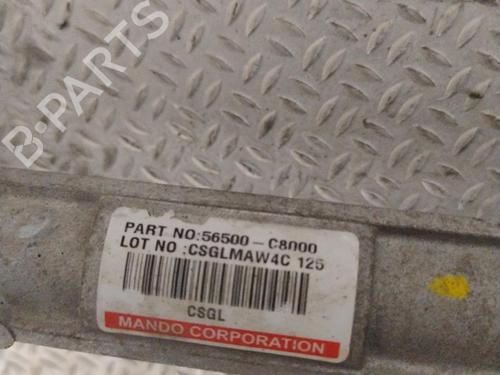 B-PARTS
PART NO:56500-C8000
LOT NO :CSGLMAW4C 125
CSGL
MANDO CORPORATION